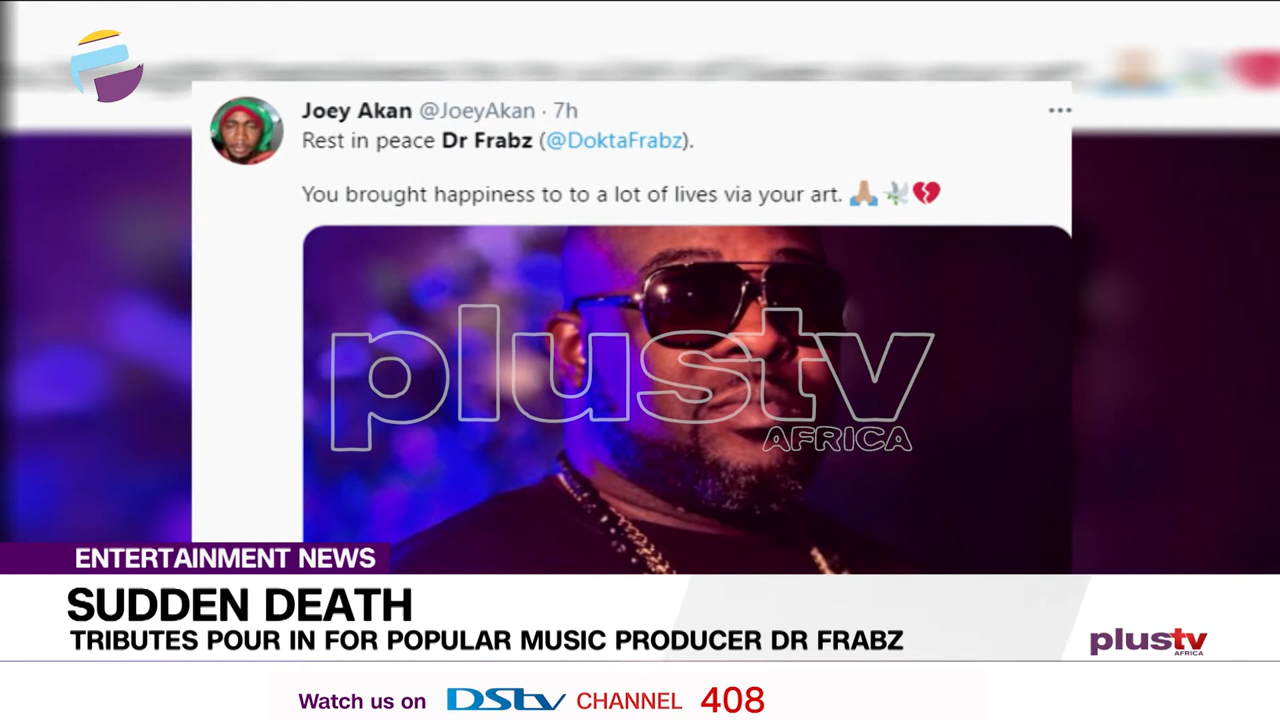 Joey Akan @JoeyAkan · 7h
Rest in peace Dr Frabz (@DoktaFrabz).
You brought happiness to to a lot of lives via your art. 🙏🏽🕊💔
plustv
AFRICA
ENTERTAINMENT NEWS
SUDDEN DEATH
TRIBUTES POUR IN FOR POPULAR MUSIC PRODUCER DR FRABZ
plustv
AFRICA
Watch us on DStv CHANNEL 408